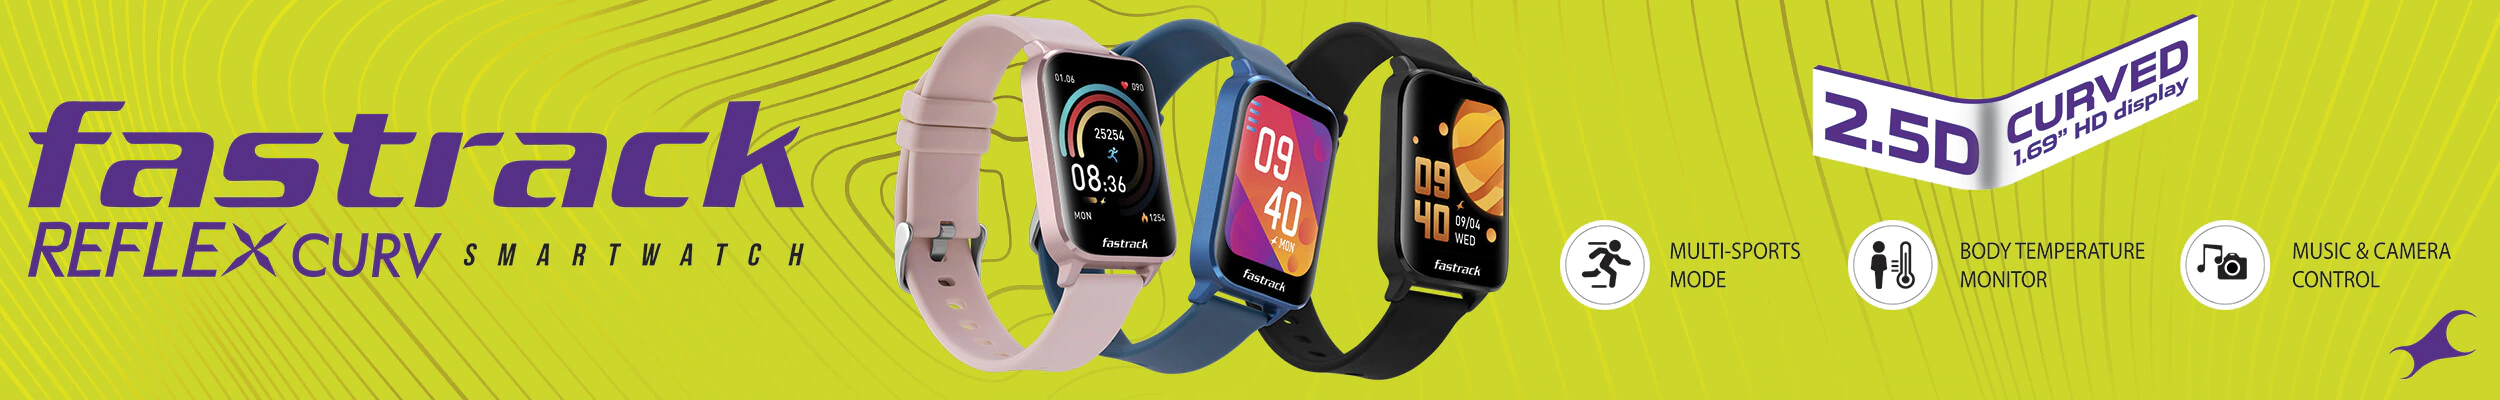 fastrack
REFLEX CURV SMARTWATCH
01.06
090
25254
08:36
MON
1254
fastrack
09
40
MON
fastrack
09
40
09/04
WED
fastrack
2.5D
CURVED
1.69" HD display
MULTI-SPORTS
MODE
BODY TEMPERATURE
MONITOR
MUSIC & CAMERA
CONTROL